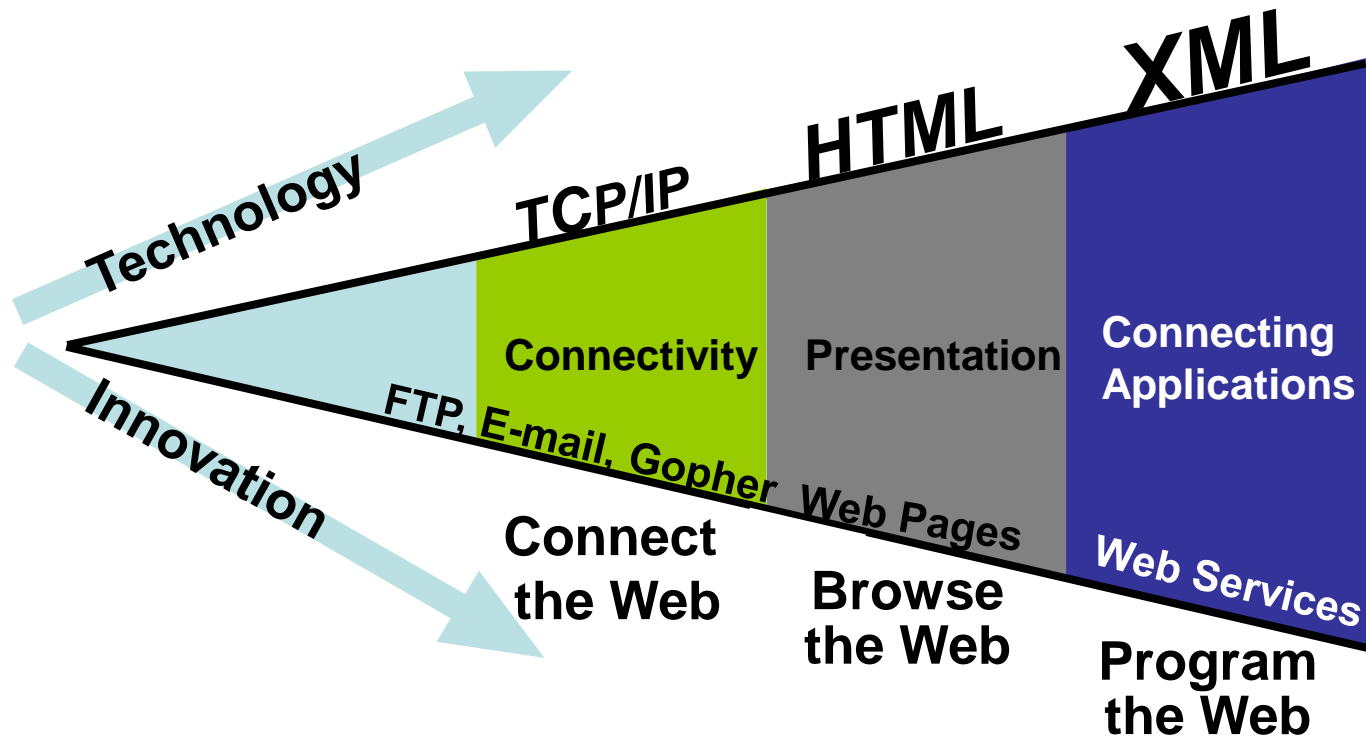 Technology
TCP/IP
HTML
XML
Connectivity
Presentation
Connecting
Applications
Innovation
FTP, E-mail, Gopher
Web Pages
Web Services
Connect
the Web
Browse
the Web
Program
the Web